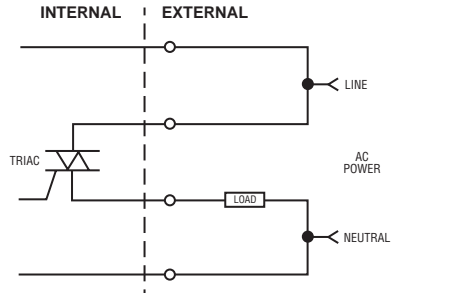 INTERNAL EXTERNAL
LINE
TRIAC
AC
POWER
LOAD
NEUTRAL